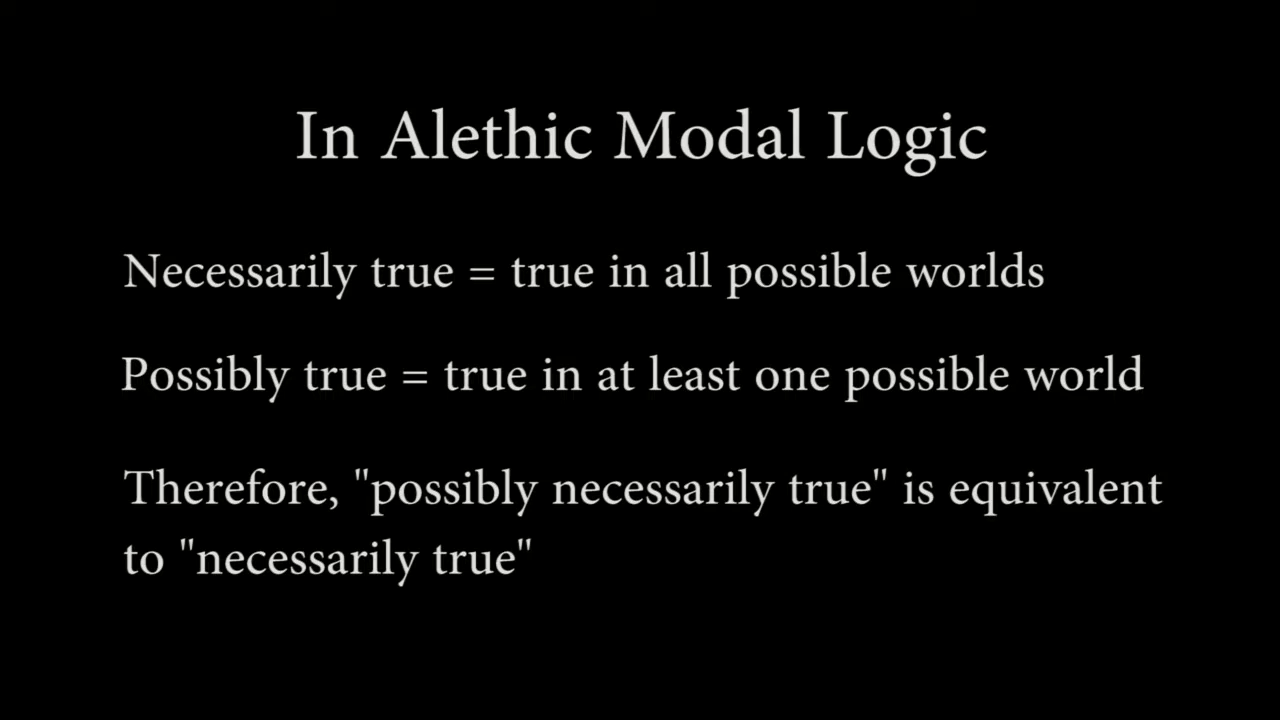 In Alethic Modal Logic
Necessarily true = true in all possible worlds
Possibly true = true in at least one possible world
Therefore, "possibly necessarily true" is equivalent
to "necessarily true"